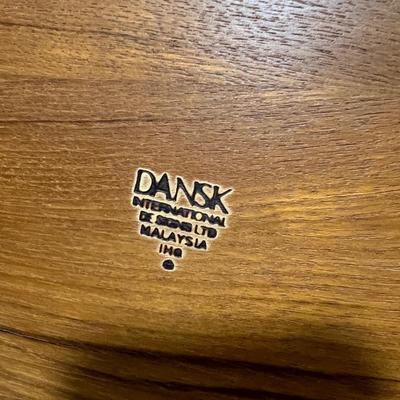 DANSK
INTERNATIONAL
DESIGNS LTD
MALAYSIA
IHQ